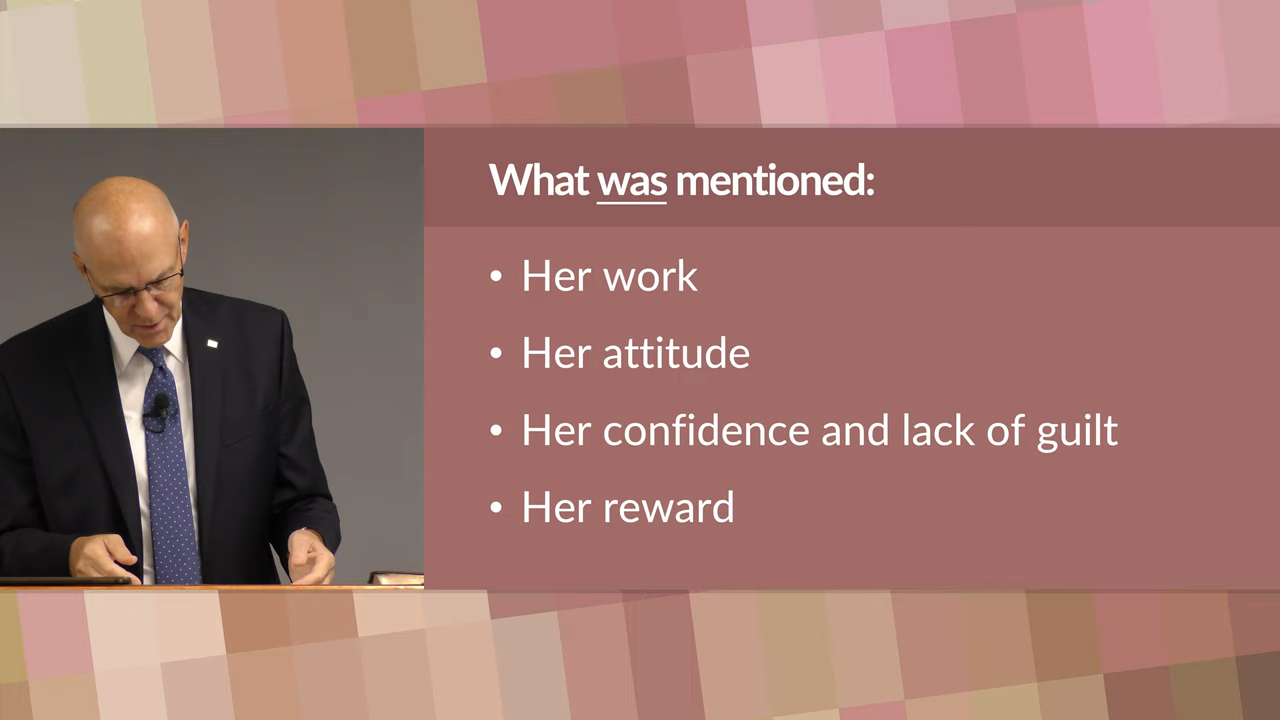 What was mentioned:
• Her work
• Her attitude
• Her confidence and lack of guilt
• Her reward